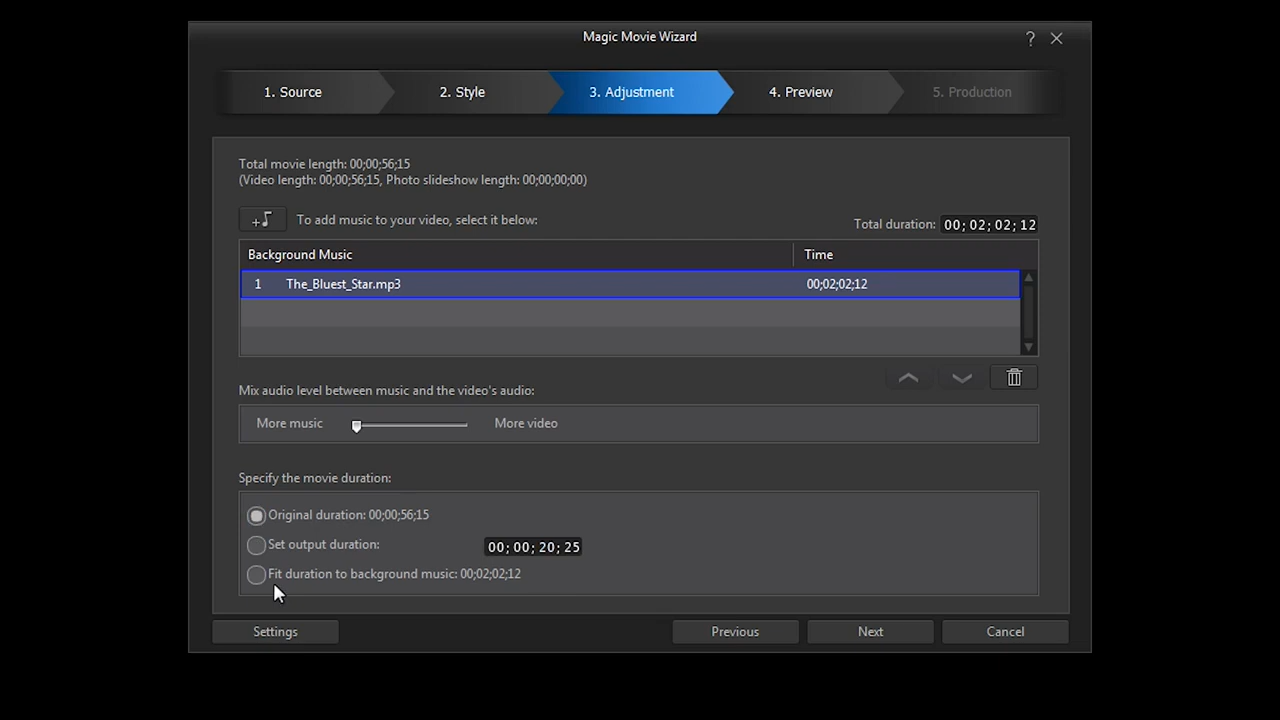 Magic Movie Wizard
?
1. Source
2. Style
3. Adjustment
4. Preview
5. Production
Total movie length: 00;00;56;15
(Video length: 00;00;56;15, Photo slideshow length: 00;00;00;00)
To add music to your video, select it below:
Total duration: 00; 02; 02; 12
Background Music Time
1 The_Bluest_Star.mp3 00;02;02;12
Mix audio level between music and the video's audio:
More music More video
Specify the movie duration:
Original duration: 00;00;56;15
Set output duration: 00; 00; 20; 25
Fit duration to background music: 00;02;02;12
Settings Previous Next Cancel